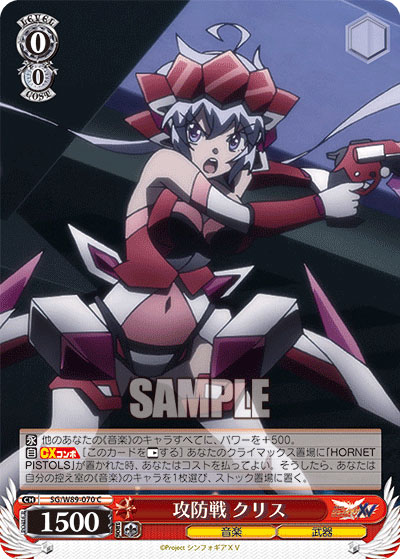 LEVEL
0
0
COST
SAMPLE
永 他のあなたの《音楽》のキャラすべてに、パワーを+500。
自 CXコンボ [このカードを する] あなたのクライマックス置場に「HORNET
PISTOLS」が置かれた時、あなたはコストを払ってよい。そうしたら、あなたは
自分の控え室の《音楽》のキャラを1枚選び、ストック置場に置く。
CH SG/W89-070 C
1500
攻防戦 クリス
音楽 武器
XV
©Project シンフォギアXV